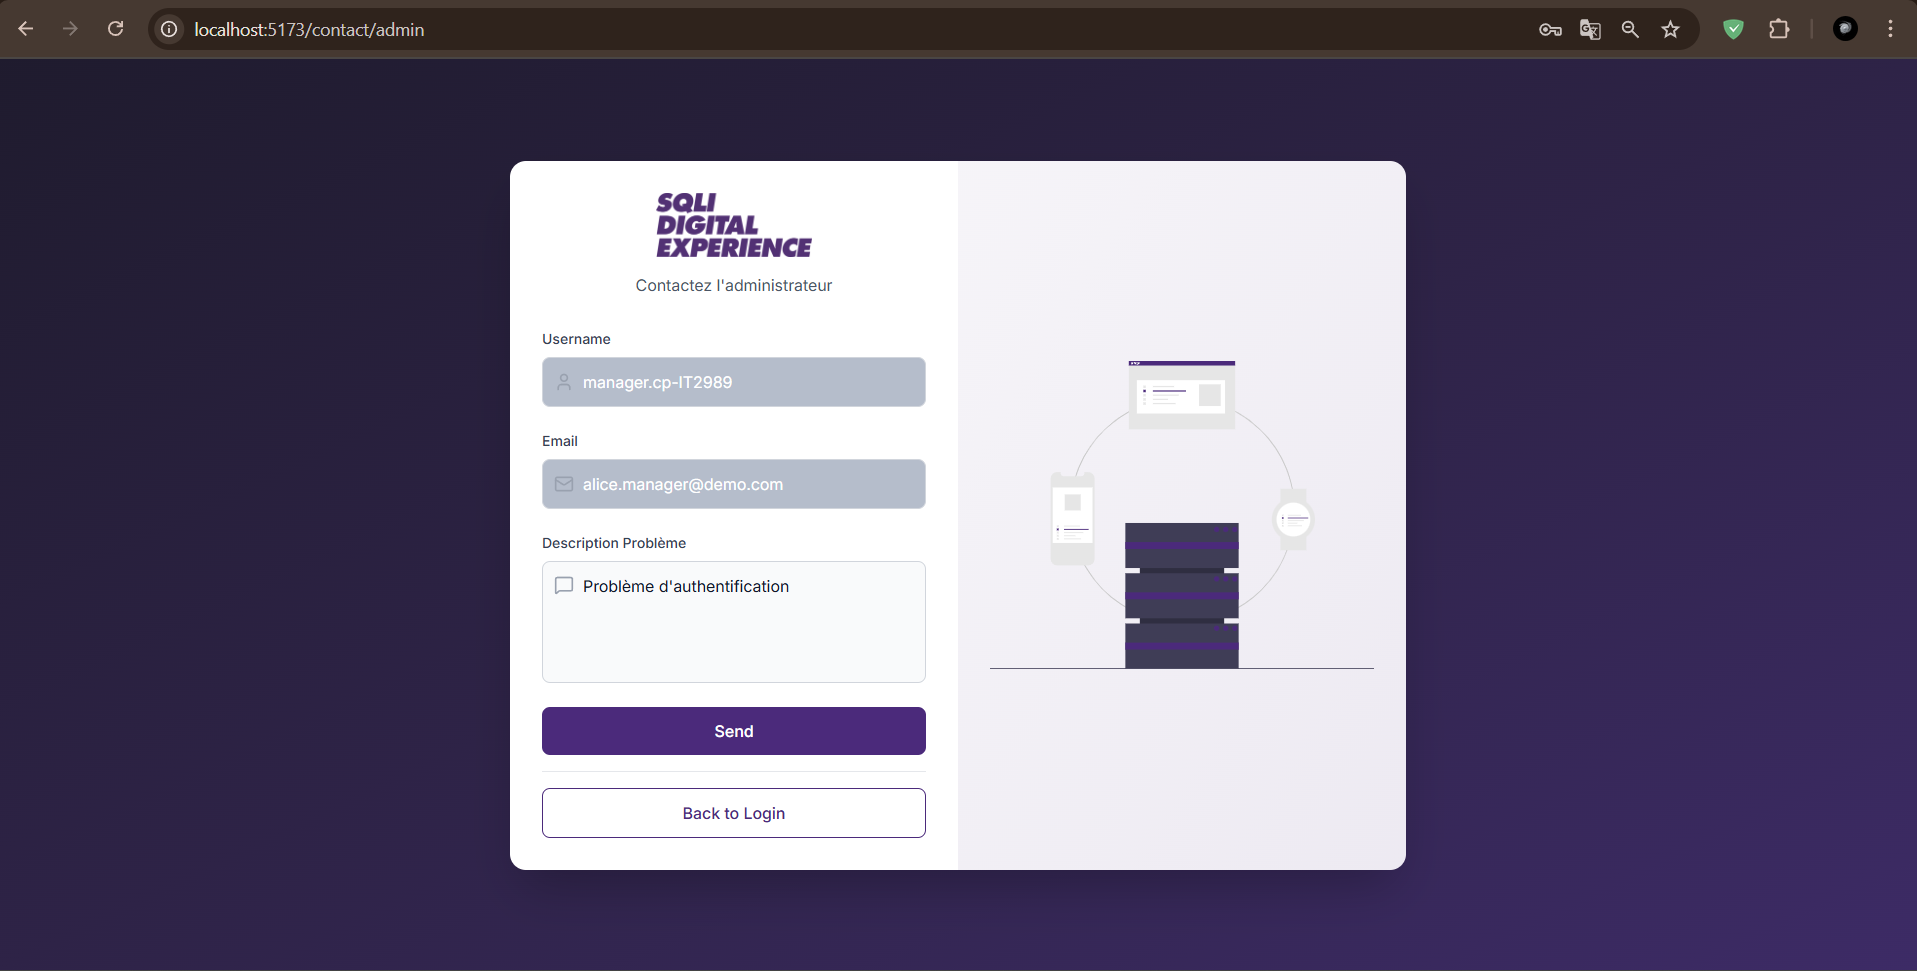 localhost:5173/contact/admin
SQLI
DIGITAL
EXPERIENCE
Contactez l'administrateur
Username
manager.cp-IT2989
Email
alice.manager@demo.com
Description Problème
Problème d'authentification
Send
Back to Login